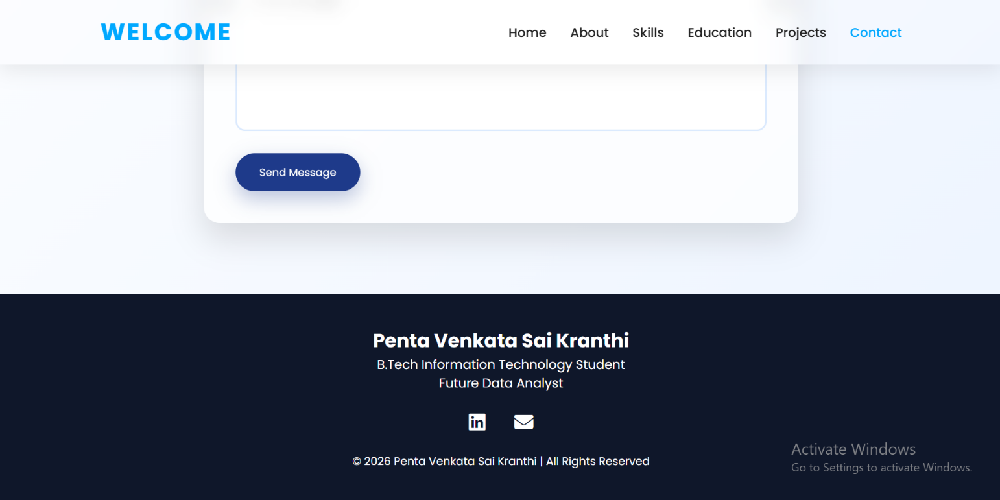 WELCOME
Home About Skills Education Projects Contact
Send Message
Penta Venkata Sai Kranthi
B.Tech Information Technology Student
Future Data Analyst
in
© 2026 Penta Venkata Sai Kranthi | All Rights Reserved
Activate Windows
Go to Settings to activate Windows.